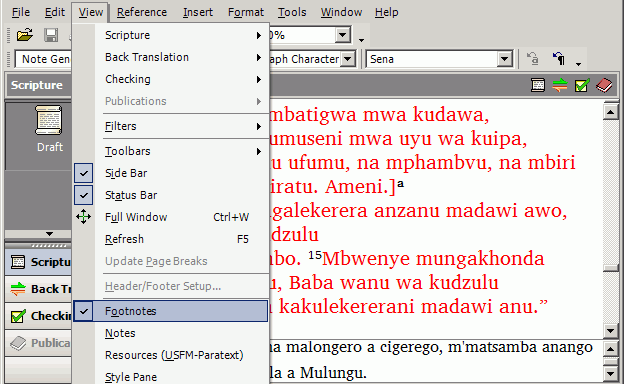 File Edit View Reference Insert Format Tools Window Help
0%
Note Gen
aph Character
Sena
Scripture
Draft
Scripture
Back Translation
Checking
Publications
Filters
Toolbars
Side Bar
Status Bar
Full Window Ctrl+W
Refresh F5
Update Page Breaks
Header/Footer Setup...
Footnotes
Notes
Resources (USFM-Paratext)
Style Pane
Scriptu
Back Tr
Checkin
Publica
mbatigwa mwa kudawa,
umuseni mwa uyu wa kuipa,
u ufumu, na mphambvu, na mbiri
iratu. Ameni.]a
galekerera anzanu madawi awo,
dzulu
bo. 15Mbwenye mungakhonda
u, Baba wanu wa kudzulu
kakulekererani madawi anu.”
na malongero a cigerego, m'matsamba anango
la a Mulungu.